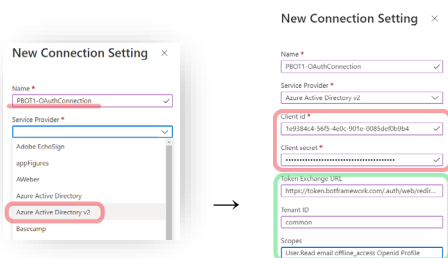 New Connection Setting
Name *
PBOT1-OAuthConnection
Service Provider *
Adobe EchoSign
appFigures
AWeber
Azure Active Directory
Azure Active Directory v2
Basecamp
New Connection Setting
Name *
PBOT1-OAuthConnection
Service Provider *
Azure Active Directory v2
Client id *
1e9384c4-56f5-4e0c-901e-0085def0b9b4
Client secret *
Token Exchange URL
https://token.botframework.com/.auth/web/redir...
Tenant ID
common
Scopes
User.Read email offline_access Openid Profile